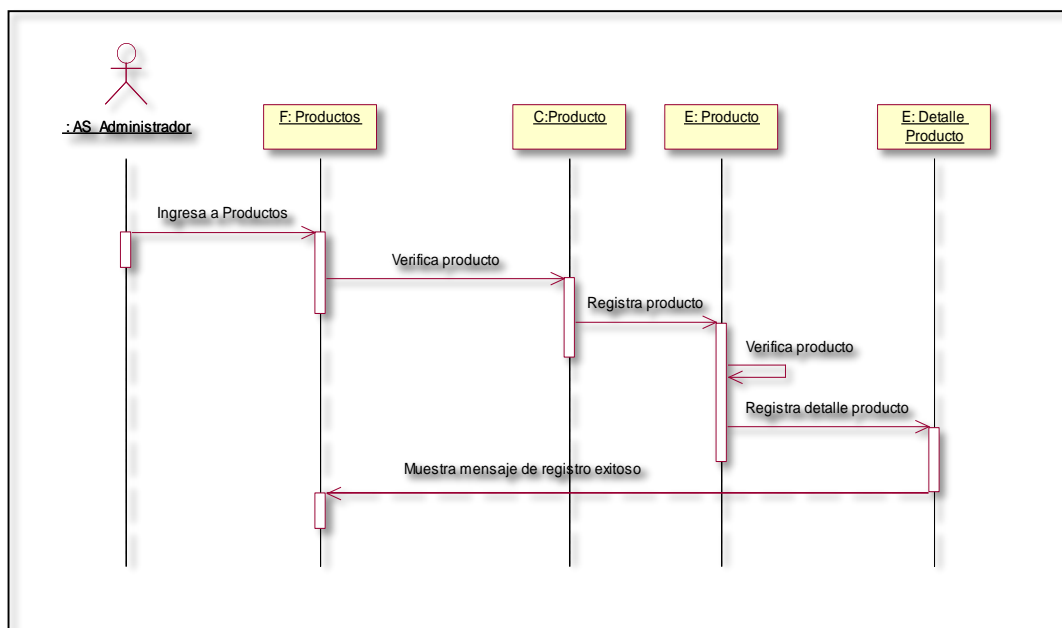 : AS_Administrador
F: Productos
C:Producto
E: Producto
E: Detalle
Producto
Ingresa a Productos
Verifica producto
Registra producto
Verifica producto
Registra detalle producto
Muestra mensaje de registro exitoso